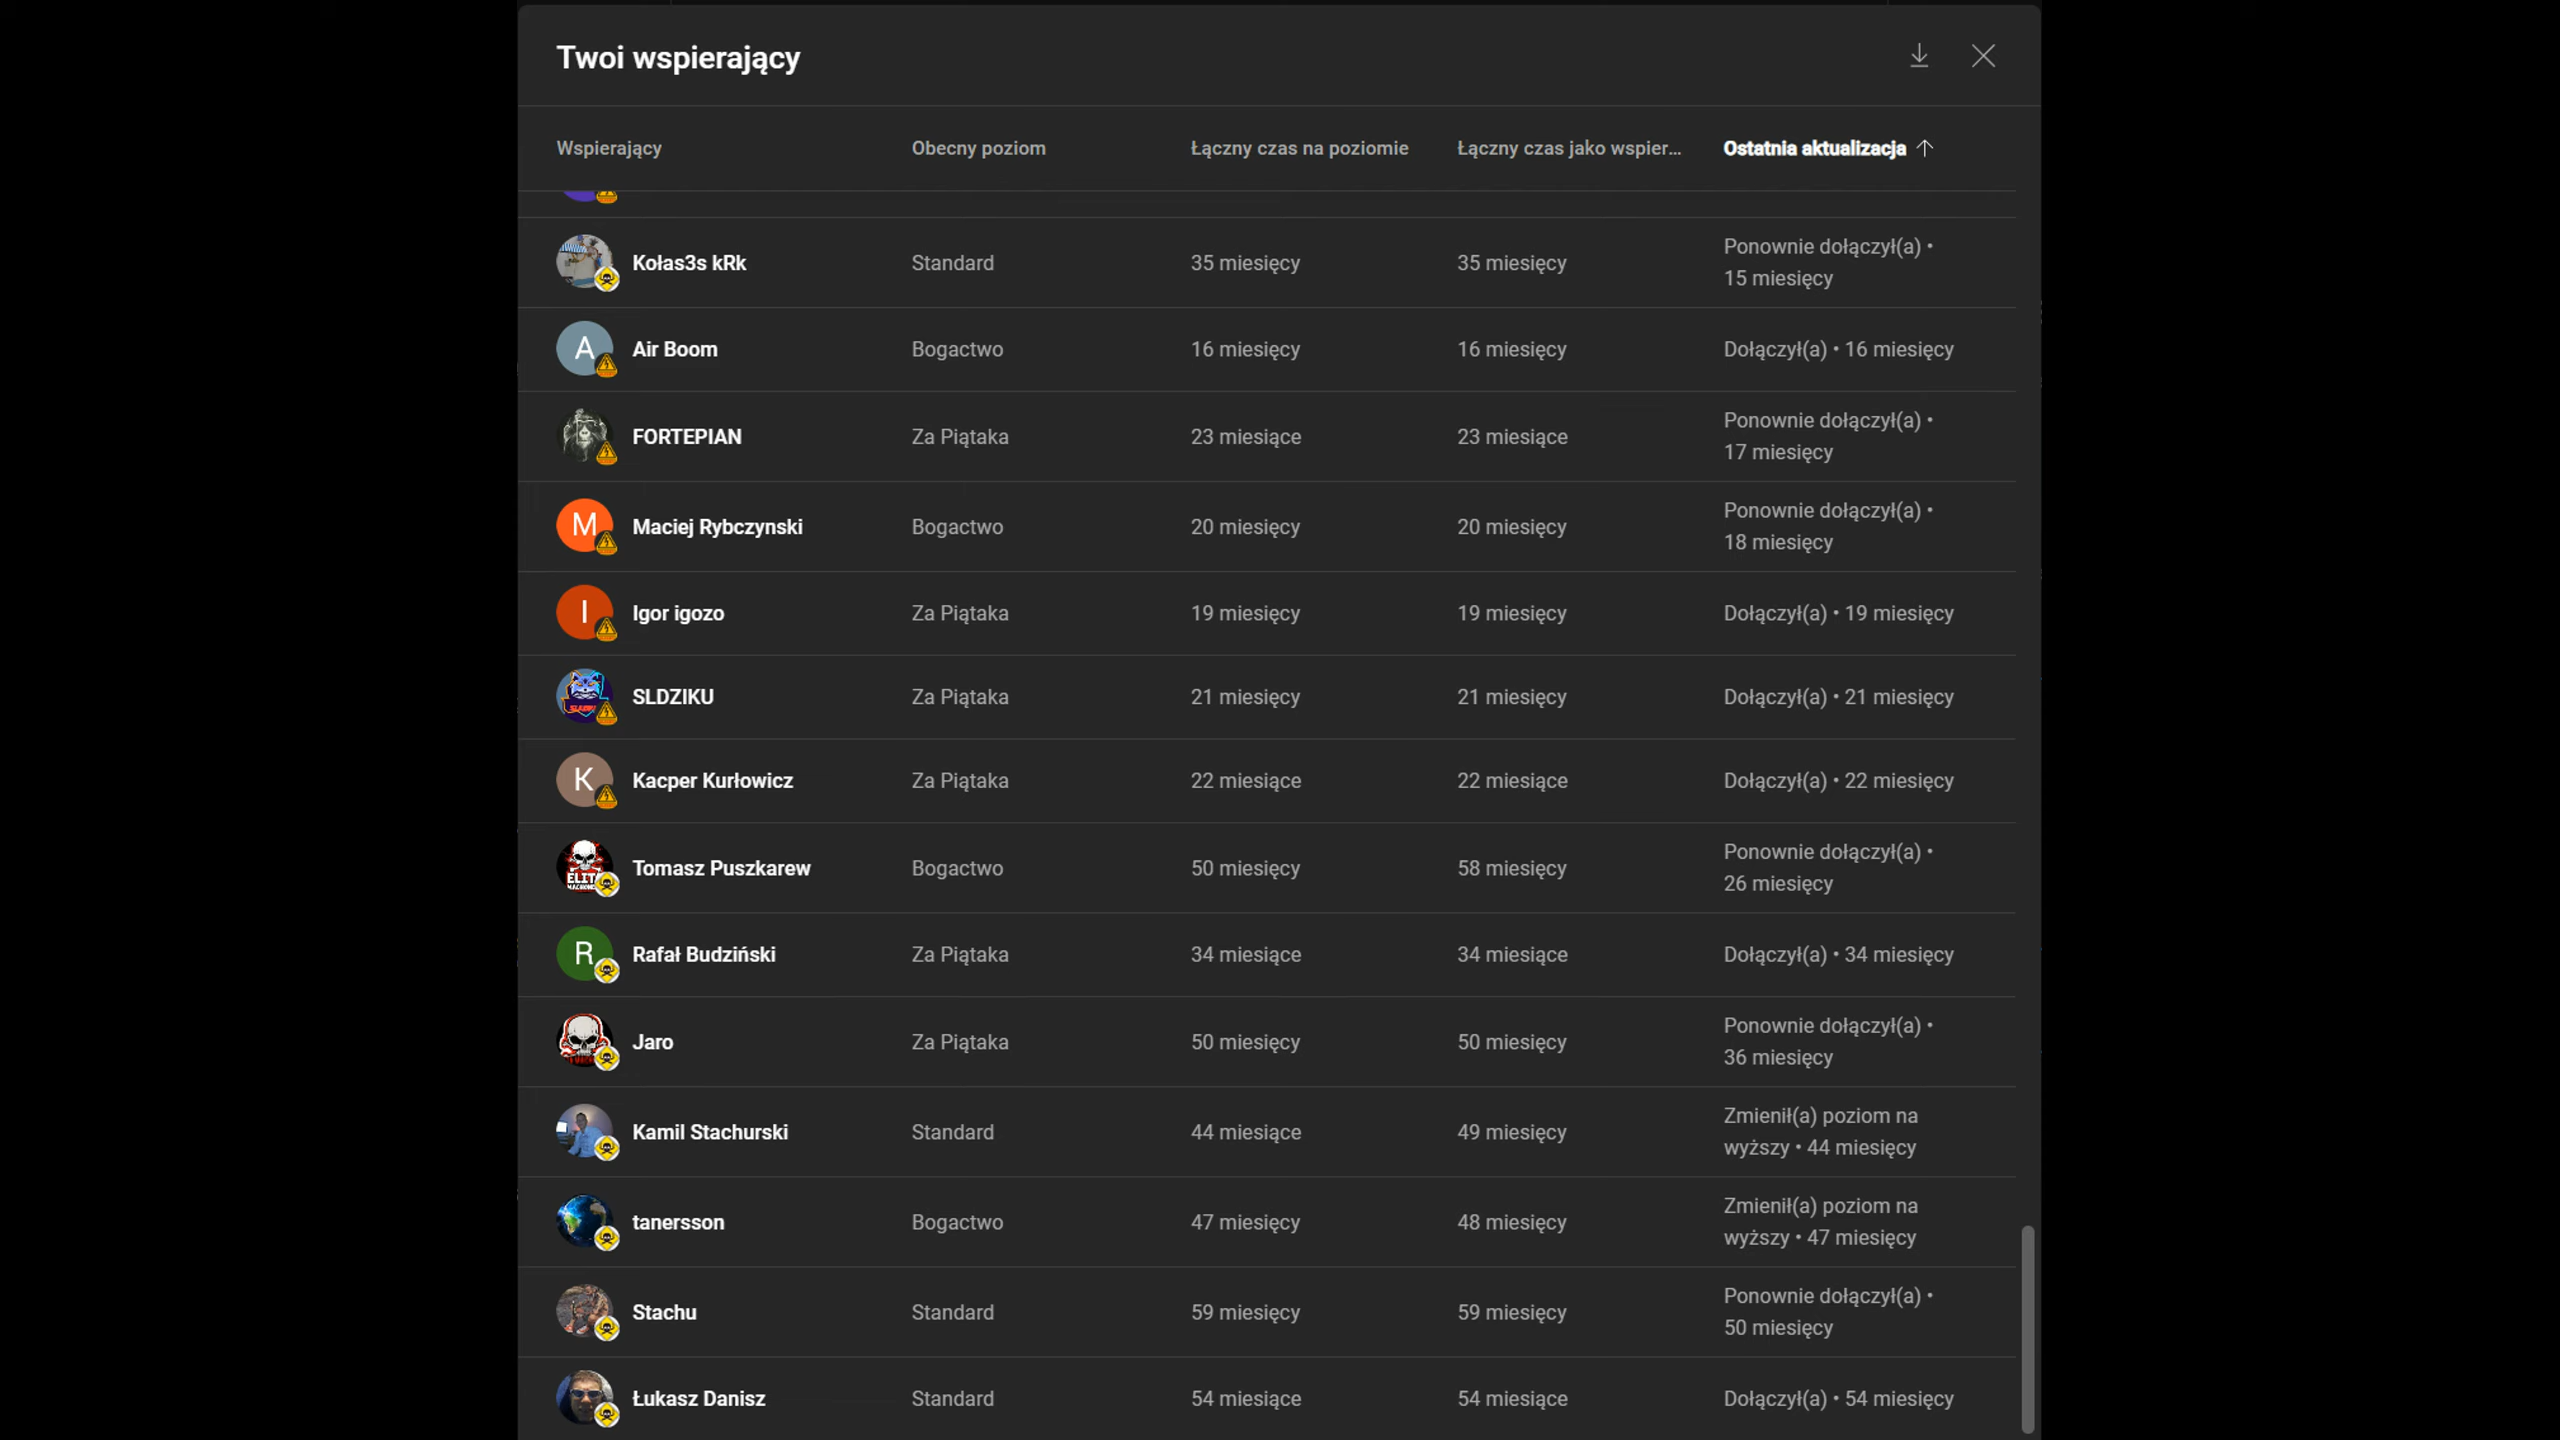 Twoi wspierający
Wspierający Obecny poziom Łączny czas na poziomie Łączny czas jako wspier... Ostatnia aktualizacja
Kołas3s kRk Standard 35 miesięcy 35 miesięcy Ponownie dołączył(a) •
15 miesięcy
A Air Boom Bogactwo 16 miesięcy 16 miesięcy Dołączył(a) • 16 miesięcy
FORTEPIAN Za Piątaka 23 miesiące 23 miesiące Ponownie dołączył(a) •
17 miesięcy
M Maciej Rybczynski Bogactwo 20 miesięcy 20 miesięcy Ponownie dołączył(a) •
18 miesięcy
I Igor igozo Za Piątaka 19 miesięcy 19 miesięcy Dołączył(a) • 19 miesięcy
SLDZIKU Za Piątaka 21 miesięcy 21 miesięcy Dołączył(a) • 21 miesięcy
K Kacper Kurłowicz Za Piątaka 22 miesiące 22 miesiące Dołączył(a) • 22 miesięcy
Tomasz Puszkarew Bogactwo 50 miesięcy 58 miesięcy Ponownie dołączył(a) •
26 miesięcy
R Rafał Budziński Za Piątaka 34 miesiące 34 miesiące Dołączył(a) • 34 miesięcy
Jaro Za Piątaka 50 miesięcy 50 miesięcy Ponownie dołączył(a) •
36 miesięcy
Kamil Stachurski Standard 44 miesiące 49 miesięcy Zmienił(a) poziom na
wyższy • 44 miesięcy
tanersson Bogactwo 47 miesięcy 48 miesięcy Zmienił(a) poziom na
wyższy • 47 miesięcy
Stachu Standard 59 miesięcy 59 miesięcy Ponownie dołączył(a) •
50 miesięcy
Łukasz Danisz Standard 54 miesiące 54 miesiące Dołączył(a) • 54 miesięcy